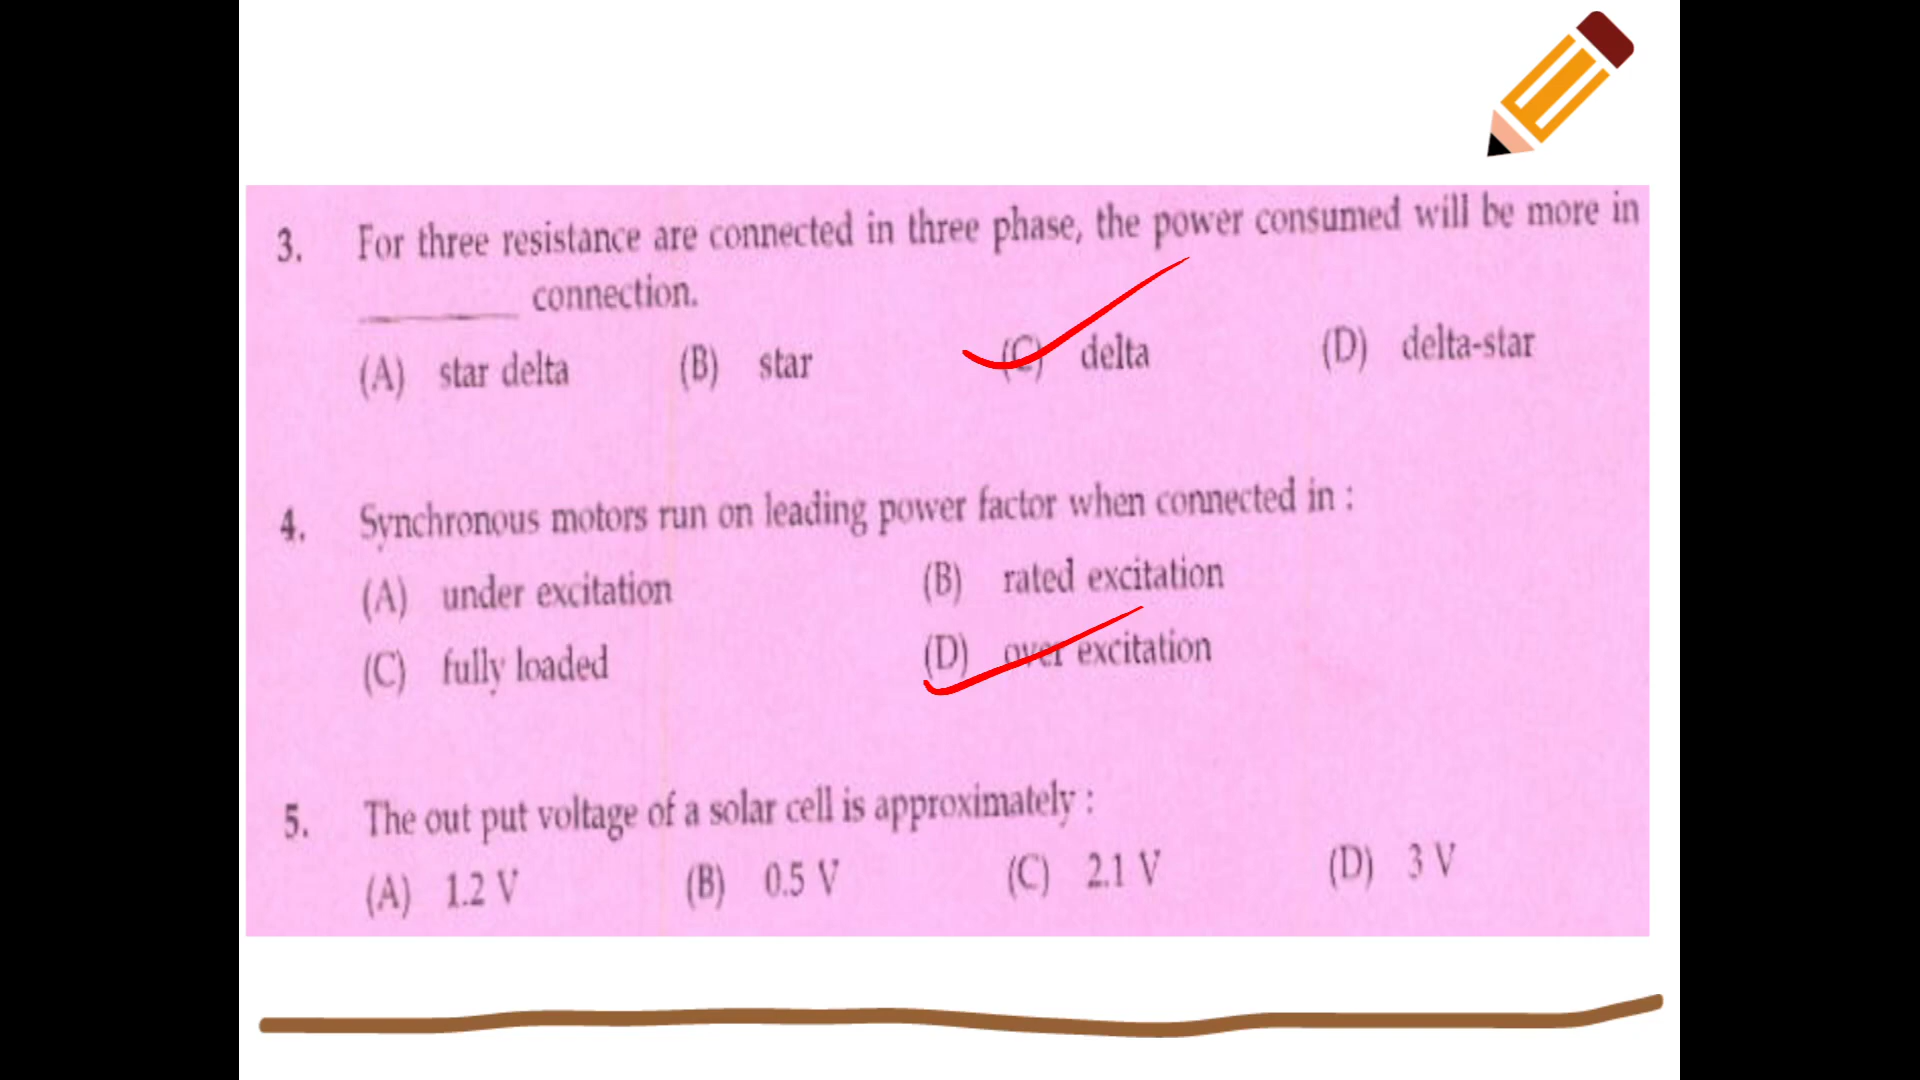 3. For three resistance are connected in three phase, the power consumed will be more in
________ connection.
(A) star delta (B) star (C) delta (D) delta-star
4. Synchronous motors run on leading power factor when connected in :
(A) under excitation (B) rated excitation
(C) fully loaded (D) over excitation
5. The out put voltage of a solar cell is approximately :
(A) 1.2 V (B) 0.5 V (C) 2.1 V (D) 3 V